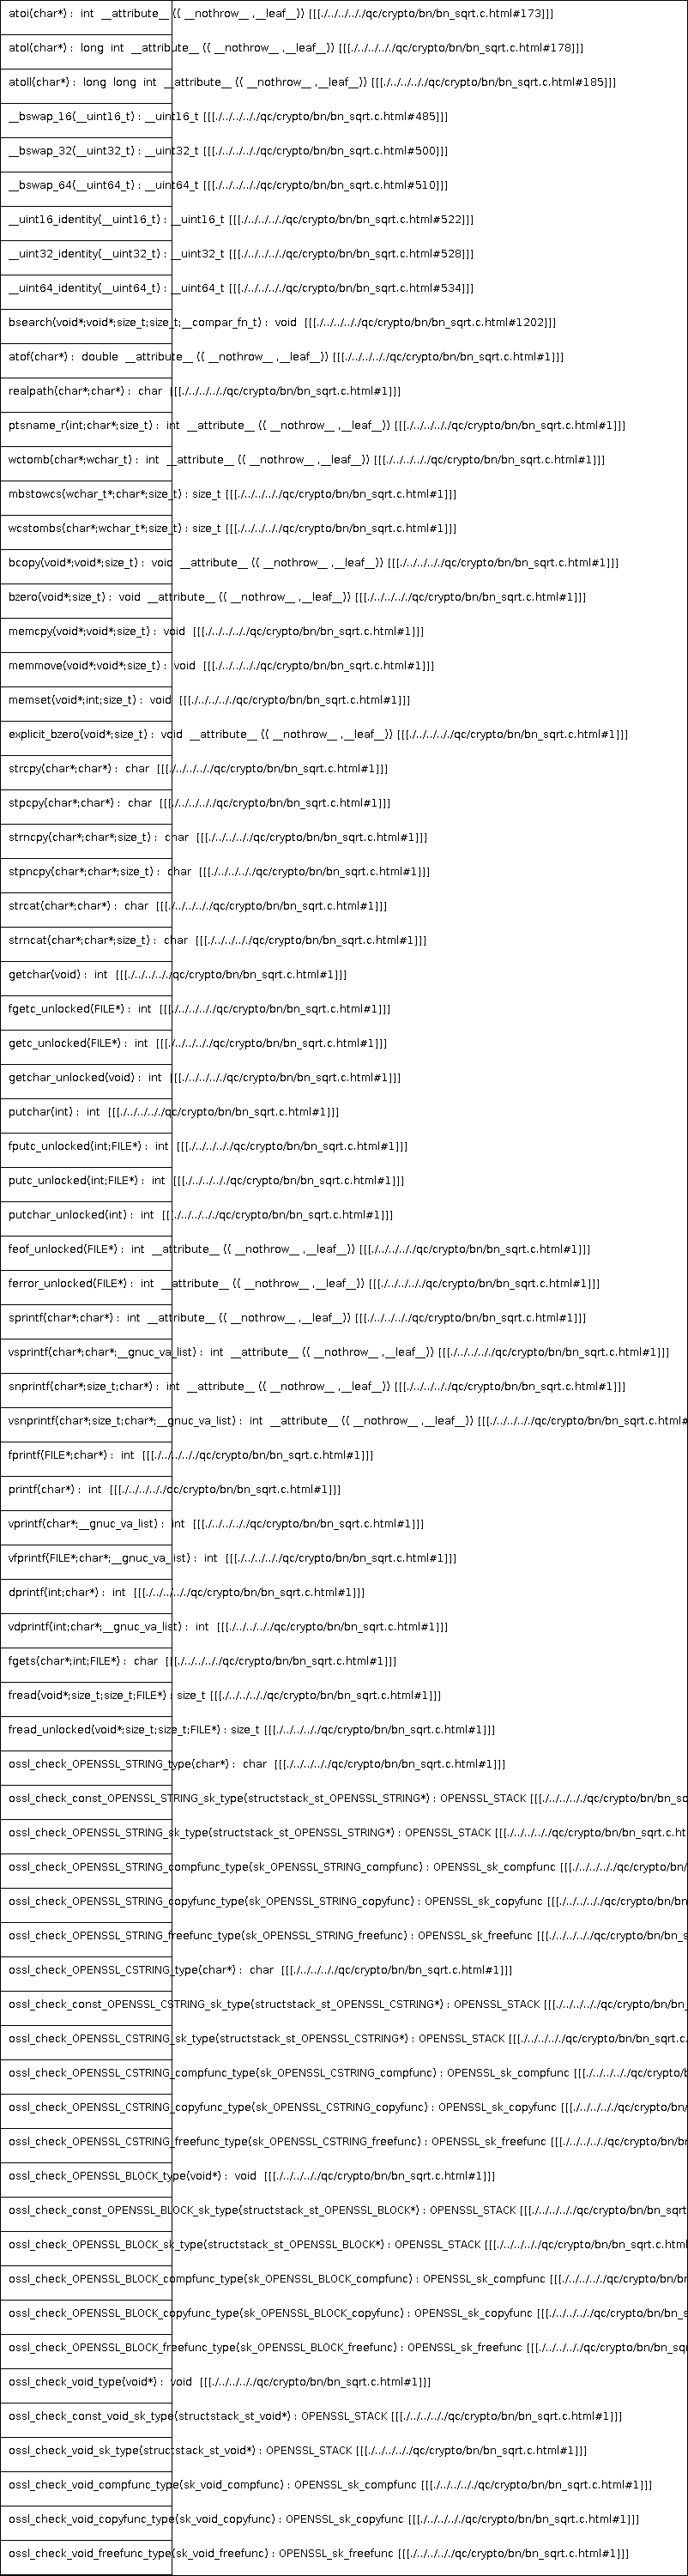 atoi(char*) :  int  __attribute__ (( __nothrow__ ,__leaf__)) [[[./../../../../qc/crypto/bn/bn_sqrt.c.html#173]]]
atol(char*) :  long  int  __attribute__ (( __nothrow__ ,__leaf__)) [[[./../../../../qc/crypto/bn/bn_sqrt.c.html#178]]]
atoll(char*) :  long  long  int  __attribute__ (( __nothrow__ ,__leaf__)) [[[./../../../../qc/crypto/bn/bn_sqrt.c.html#185]]]
__bswap_16(__uint16_t) : __uint16_t [[[./../../../../qc/crypto/bn/bn_sqrt.c.html#485]]]
__bswap_32(__uint32_t) : __uint32_t [[[./../../../../qc/crypto/bn/bn_sqrt.c.html#500]]]
__bswap_64(__uint64_t) : __uint64_t [[[./../../../../qc/crypto/bn/bn_sqrt.c.html#510]]]
__uint16_identity(__uint16_t) : __uint16_t [[[./../../../../qc/crypto/bn/bn_sqrt.c.html#522]]]
__uint32_identity(__uint32_t) : __uint32_t [[[./../../../../qc/crypto/bn/bn_sqrt.c.html#528]]]
__uint64_identity(__uint64_t) : __uint64_t [[[./../../../../qc/crypto/bn/bn_sqrt.c.html#534]]]
bsearch(void*;void*;size_t;size_t;__compar_fn_t) :  void  [[[./../../../../qc/crypto/bn/bn_sqrt.c.html#1202]]]
atof(char*) :  double  __attribute__ (( __nothrow__ ,__leaf__)) [[[./../../../../qc/crypto/bn/bn_sqrt.c.html#1]]]
realpath(char*;char*) :  char  [[[./../../../../qc/crypto/bn/bn_sqrt.c.html#1]]]
ptsname_r(int;char*;size_t) :  int  __attribute__ (( __nothrow__ ,__leaf__)) [[[./../../../../qc/crypto/bn/bn_sqrt.c.html#1]]]
wctomb(char*;wchar_t) :  int  __attribute__ (( __nothrow__ ,__leaf__)) [[[./../../../../qc/crypto/bn/bn_sqrt.c.html#1]]]
mbstowcs(wchar_t*;char*;size_t) : size_t [[[./../../../../qc/crypto/bn/bn_sqrt.c.html#1]]]
wcstombs(char*;wchar_t*;size_t) : size_t [[[./../../../../qc/crypto/bn/bn_sqrt.c.html#1]]]
bcopy(void*;void*;size_t) :  void  __attribute__ (( __nothrow__ ,__leaf__)) [[[./../../../../qc/crypto/bn/bn_sqrt.c.html#1]]]
bzero(void*;size_t) :  void  __attribute__ (( __nothrow__ ,__leaf__)) [[[./../../../../qc/crypto/bn/bn_sqrt.c.html#1]]]
memcpy(void*;void*;size_t) :  void  [[[./../../../../qc/crypto/bn/bn_sqrt.c.html#1]]]
memmove(void*;void*;size_t) :  void  [[[./../../../../qc/crypto/bn/bn_sqrt.c.html#1]]]
memset(void*;int;size_t) :  void  [[[./../../../../qc/crypto/bn/bn_sqrt.c.html#1]]]
explicit_bzero(void*;size_t) :  void  __attribute__ (( __nothrow__ ,__leaf__)) [[[./../../../../qc/crypto/bn/bn_sqrt.c.html#1]]]
strcpy(char*;char*) :  char  [[[./../../../../qc/crypto/bn/bn_sqrt.c.html#1]]]
stpcpy(char*;char*) :  char  [[[./../../../../qc/crypto/bn/bn_sqrt.c.html#1]]]
strncpy(char*;char*;size_t) :  char  [[[./../../../../qc/crypto/bn/bn_sqrt.c.html#1]]]
stpncpy(char*;char*;size_t) :  char  [[[./../../../../qc/crypto/bn/bn_sqrt.c.html#1]]]
strcat(char*;char*) :  char  [[[./../../../../qc/crypto/bn/bn_sqrt.c.html#1]]]
strncat(char*;char*;size_t) :  char  [[[./../../../../qc/crypto/bn/bn_sqrt.c.html#1]]]
getchar(void) :  int  [[[./../../../../qc/crypto/bn/bn_sqrt.c.html#1]]]
fgetc_unlocked(FILE*) :  int  [[[./../../../../qc/crypto/bn/bn_sqrt.c.html#1]]]
getc_unlocked(FILE*) :  int  [[[./../../../../qc/crypto/bn/bn_sqrt.c.html#1]]]
getchar_unlocked(void) :  int  [[[./../../../../qc/crypto/bn/bn_sqrt.c.html#1]]]
putchar(int) :  int  [[[./../../../../qc/crypto/bn/bn_sqrt.c.html#1]]]
fputc_unlocked(int;FILE*) :  int  [[[./../../../../qc/crypto/bn/bn_sqrt.c.html#1]]]
putc_unlocked(int;FILE*) :  int  [[[./../../../../qc/crypto/bn/bn_sqrt.c.html#1]]]
putchar_unlocked(int) :  int  [[[./../../../../qc/crypto/bn/bn_sqrt.c.html#1]]]
feof_unlocked(FILE*) :  int  __attribute__ (( __nothrow__ ,__leaf__)) [[[./../../../../qc/crypto/bn/bn_sqrt.c.html#1]]]
ferror_unlocked(FILE*) :  int  __attribute__ (( __nothrow__ ,__leaf__)) [[[./../../../../qc/crypto/bn/bn_sqrt.c.html#1]]]
sprintf(char*;char*) :  int  __attribute__ (( __nothrow__ ,__leaf__)) [[[./../../../../qc/crypto/bn/bn_sqrt.c.html#1]]]
vsprintf(char*;char*;__gnuc_va_list) :  int  __attribute__ (( __nothrow__ ,__leaf__)) [[[./../../../../qc/crypto/bn/bn_sqrt.c.html#1]]]
snprintf(char*;size_t;char*) :  int  __attribute__ (( __nothrow__ ,__leaf__)) [[[./../../../../qc/crypto/bn/bn_sqrt.c.html#1]]]
vsnprintf(char*;size_t;char*;__gnuc_va_list) :  int  __attribute__ (( __nothrow__ ,__leaf__)) [[[./../../../../qc/crypto/bn/bn_sqrt.c.html#
fprintf(FILE*;char*) :  int  [[[./../../../../qc/crypto/bn/bn_sqrt.c.html#1]]]
printf(char*) :  int  [[[./../../../../qc/crypto/bn/bn_sqrt.c.html#1]]]
vprintf(char*;__gnuc_va_list) :  int  [[[./../../../../qc/crypto/bn/bn_sqrt.c.html#1]]]
vfprintf(FILE*;char*;__gnuc_va_list) :  int  [[[./../../../../qc/crypto/bn/bn_sqrt.c.html#1]]]
dprintf(int;char*) :  int  [[[./../../../../qc/crypto/bn/bn_sqrt.c.html#1]]]
vdprintf(int;char*;__gnuc_va_list) :  int  [[[./../../../../qc/crypto/bn/bn_sqrt.c.html#1]]]
fgets(char*;int;FILE*) :  char  [[[./../../../../qc/crypto/bn/bn_sqrt.c.html#1]]]
fread(void*;size_t;size_t;FILE*) : size_t [[[./../../../../qc/crypto/bn/bn_sqrt.c.html#1]]]
fread_unlocked(void*;size_t;size_t;FILE*) : size_t [[[./../../../../qc/crypto/bn/bn_sqrt.c.html#1]]]
ossl_check_OPENSSL_STRING_type(char*) :  char  [[[./../../../../qc/crypto/bn/bn_sqrt.c.html#1]]]
ossl_check_const_OPENSSL_STRING_sk_type(structstack_st_OPENSSL_STRING*) : OPENSSL_STACK [[[./../../../../qc/crypto/bn/bn_sq
ossl_check_OPENSSL_STRING_sk_type(structstack_st_OPENSSL_STRING*) : OPENSSL_STACK [[[./../../../../qc/crypto/bn/bn_sqrt.c.ht
ossl_check_OPENSSL_STRING_compfunc_type(sk_OPENSSL_STRING_compfunc) : OPENSSL_sk_compfunc [[[./../../../../qc/crypto/bn/
ossl_check_OPENSSL_STRING_copyfunc_type(sk_OPENSSL_STRING_copyfunc) : OPENSSL_sk_copyfunc [[[./../../../../qc/crypto/bn/bn
ossl_check_OPENSSL_STRING_freefunc_type(sk_OPENSSL_STRING_freefunc) : OPENSSL_sk_freefunc [[[./../../../../qc/crypto/bn/bn_s
ossl_check_OPENSSL_CSTRING_type(char*) :  char  [[[./../../../../qc/crypto/bn/bn_sqrt.c.html#1]]]
ossl_check_const_OPENSSL_CSTRING_sk_type(structstack_st_OPENSSL_CSTRING*) : OPENSSL_STACK [[[./../../../../qc/crypto/bn/bn_
ossl_check_OPENSSL_CSTRING_sk_type(structstack_st_OPENSSL_CSTRING*) : OPENSSL_STACK [[[./../../../../qc/crypto/bn/bn_sqrt.c.
ossl_check_OPENSSL_CSTRING_compfunc_type(sk_OPENSSL_CSTRING_compfunc) : OPENSSL_sk_compfunc [[[./../../../../qc/crypto/b
ossl_check_OPENSSL_CSTRING_copyfunc_type(sk_OPENSSL_CSTRING_copyfunc) : OPENSSL_sk_copyfunc [[[./../../../../qc/crypto/bn/
ossl_check_OPENSSL_CSTRING_freefunc_type(sk_OPENSSL_CSTRING_freefunc) : OPENSSL_sk_freefunc [[[./../../../../qc/crypto/bn/bn
ossl_check_OPENSSL_BLOCK_type(void*) :  void  [[[./../../../../qc/crypto/bn/bn_sqrt.c.html#1]]]
ossl_check_const_OPENSSL_BLOCK_sk_type(structstack_st_OPENSSL_BLOCK*) : OPENSSL_STACK [[[./../../../../qc/crypto/bn/bn_sqrt
ossl_check_OPENSSL_BLOCK_sk_type(structstack_st_OPENSSL_BLOCK*) : OPENSSL_STACK [[[./../../../../qc/crypto/bn/bn_sqrt.c.html
ossl_check_OPENSSL_BLOCK_compfunc_type(sk_OPENSSL_BLOCK_compfunc) : OPENSSL_sk_compfunc [[[./../../../../qc/crypto/bn/bn
ossl_check_OPENSSL_BLOCK_copyfunc_type(sk_OPENSSL_BLOCK_copyfunc) : OPENSSL_sk_copyfunc [[[./../../../../qc/crypto/bn/bn_s
ossl_check_OPENSSL_BLOCK_freefunc_type(sk_OPENSSL_BLOCK_freefunc) : OPENSSL_sk_freefunc [[[./../../../../qc/crypto/bn/bn_sqr
ossl_check_void_type(void*) :  void  [[[./../../../../qc/crypto/bn/bn_sqrt.c.html#1]]]
ossl_check_const_void_sk_type(structstack_st_void*) : OPENSSL_STACK [[[./../../../../qc/crypto/bn/bn_sqrt.c.html#1]]]
ossl_check_void_sk_type(structstack_st_void*) : OPENSSL_STACK [[[./../../../../qc/crypto/bn/bn_sqrt.c.html#1]]]
ossl_check_void_compfunc_type(sk_void_compfunc) : OPENSSL_sk_compfunc [[[./../../../../qc/crypto/bn/bn_sqrt.c.html#1]]]
ossl_check_void_copyfunc_type(sk_void_copyfunc) : OPENSSL_sk_copyfunc [[[./../../../../qc/crypto/bn/bn_sqrt.c.html#1]]]
ossl_check_void_freefunc_type(sk_void_freefunc) : OPENSSL_sk_freefunc [[[./../../../../qc/crypto/bn/bn_sqrt.c.html#1]]]